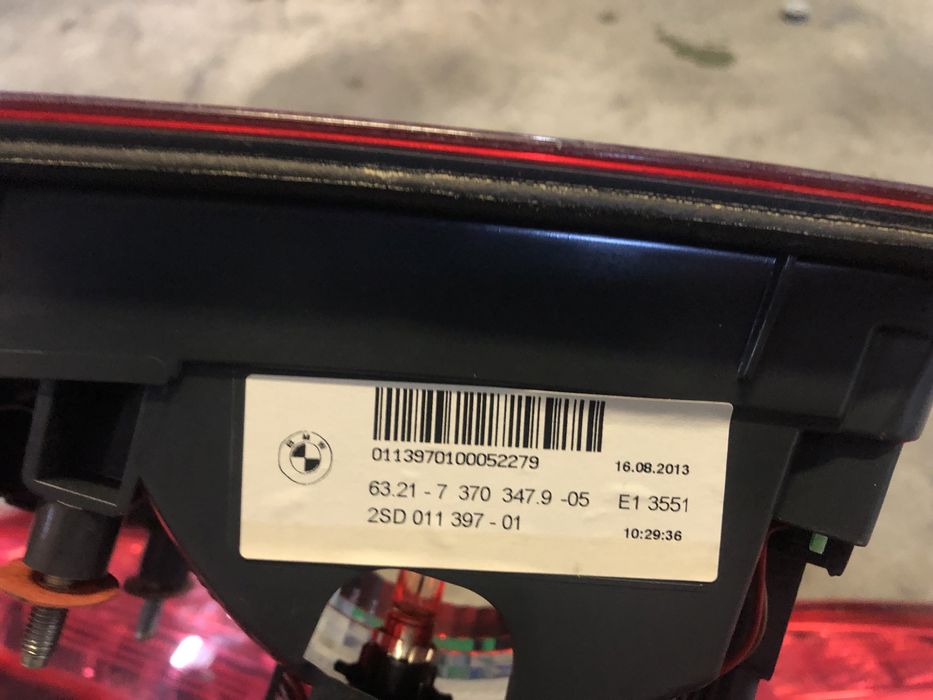 BMW
0113970100052279
16.08.2013
63.21 - 7 370 347.9 - 05 E1 3551
2SD 011 397 - 01
10:29:36